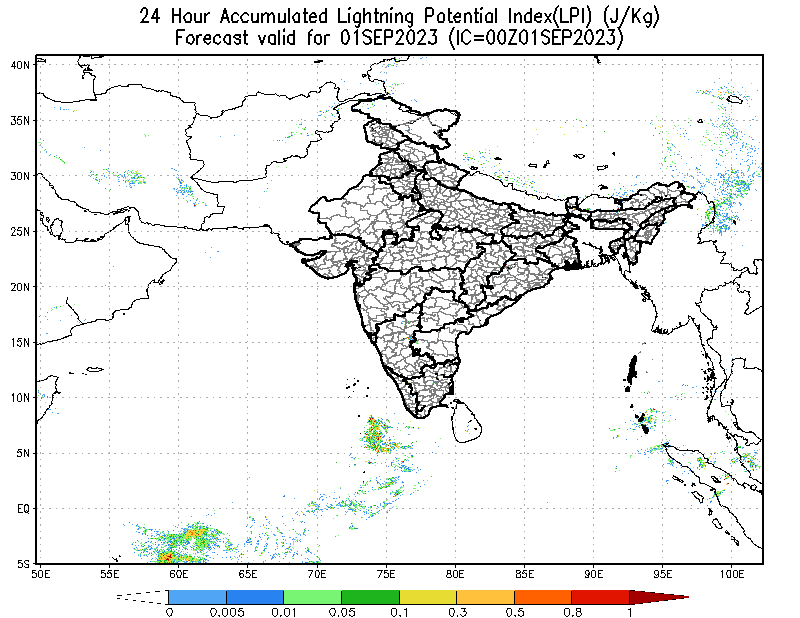 24 Hour Accumulated Lightning Potential Index(LPI) (J/Kg)
Forecast valid for 01SEP2023 (IC=00Z01SEP2023)
40N
35N
30N
25N
20N
15N
10N
5N
EQ
5S
50E 55E 60E 65E 70E 75E 80E 85E 90E 95E 100E
0 0.005 0.01 0.05 0.1 0.3 0.5 0.8 1